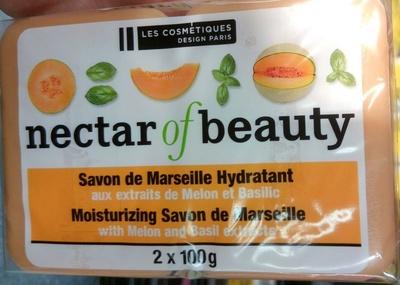 LES COSMÉTIQUES
DESIGN PARIS
nectar of beauty
Savon de Marseille Hydratant
aux extraits de Melon et Basilic
Moisturizing Savon de Marseille
with Melon and Basil extracts
2 x 100g